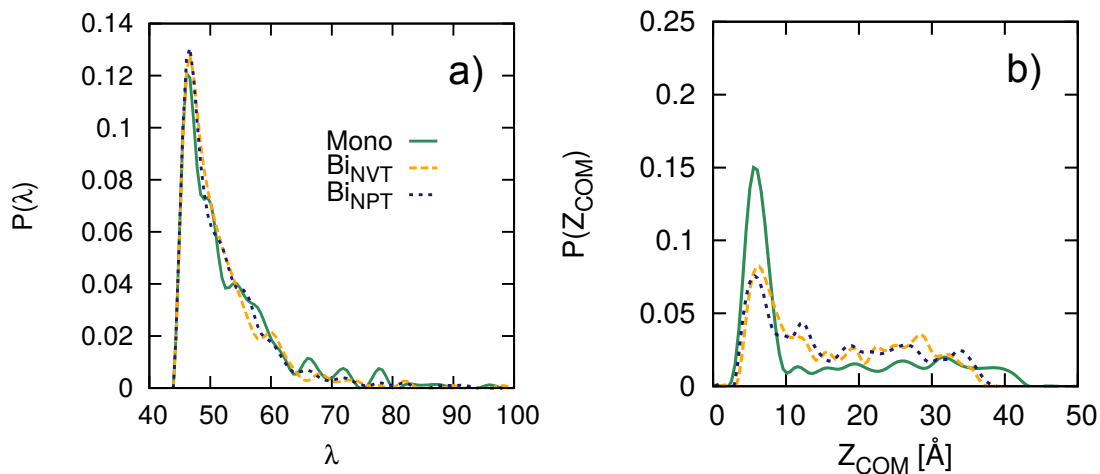 0.14
0.12
0.1
0.08
0.06
0.04
0.02
0
P(λ)
a)
Mono
Bi_NVT
Bi_NPT
40 50 60 70 80 90 100
λ
0.25
0.2
0.15
0.1
0.05
0
P(Z_COM)
b)
0 10 20 30 40 50
Z_COM [Å]